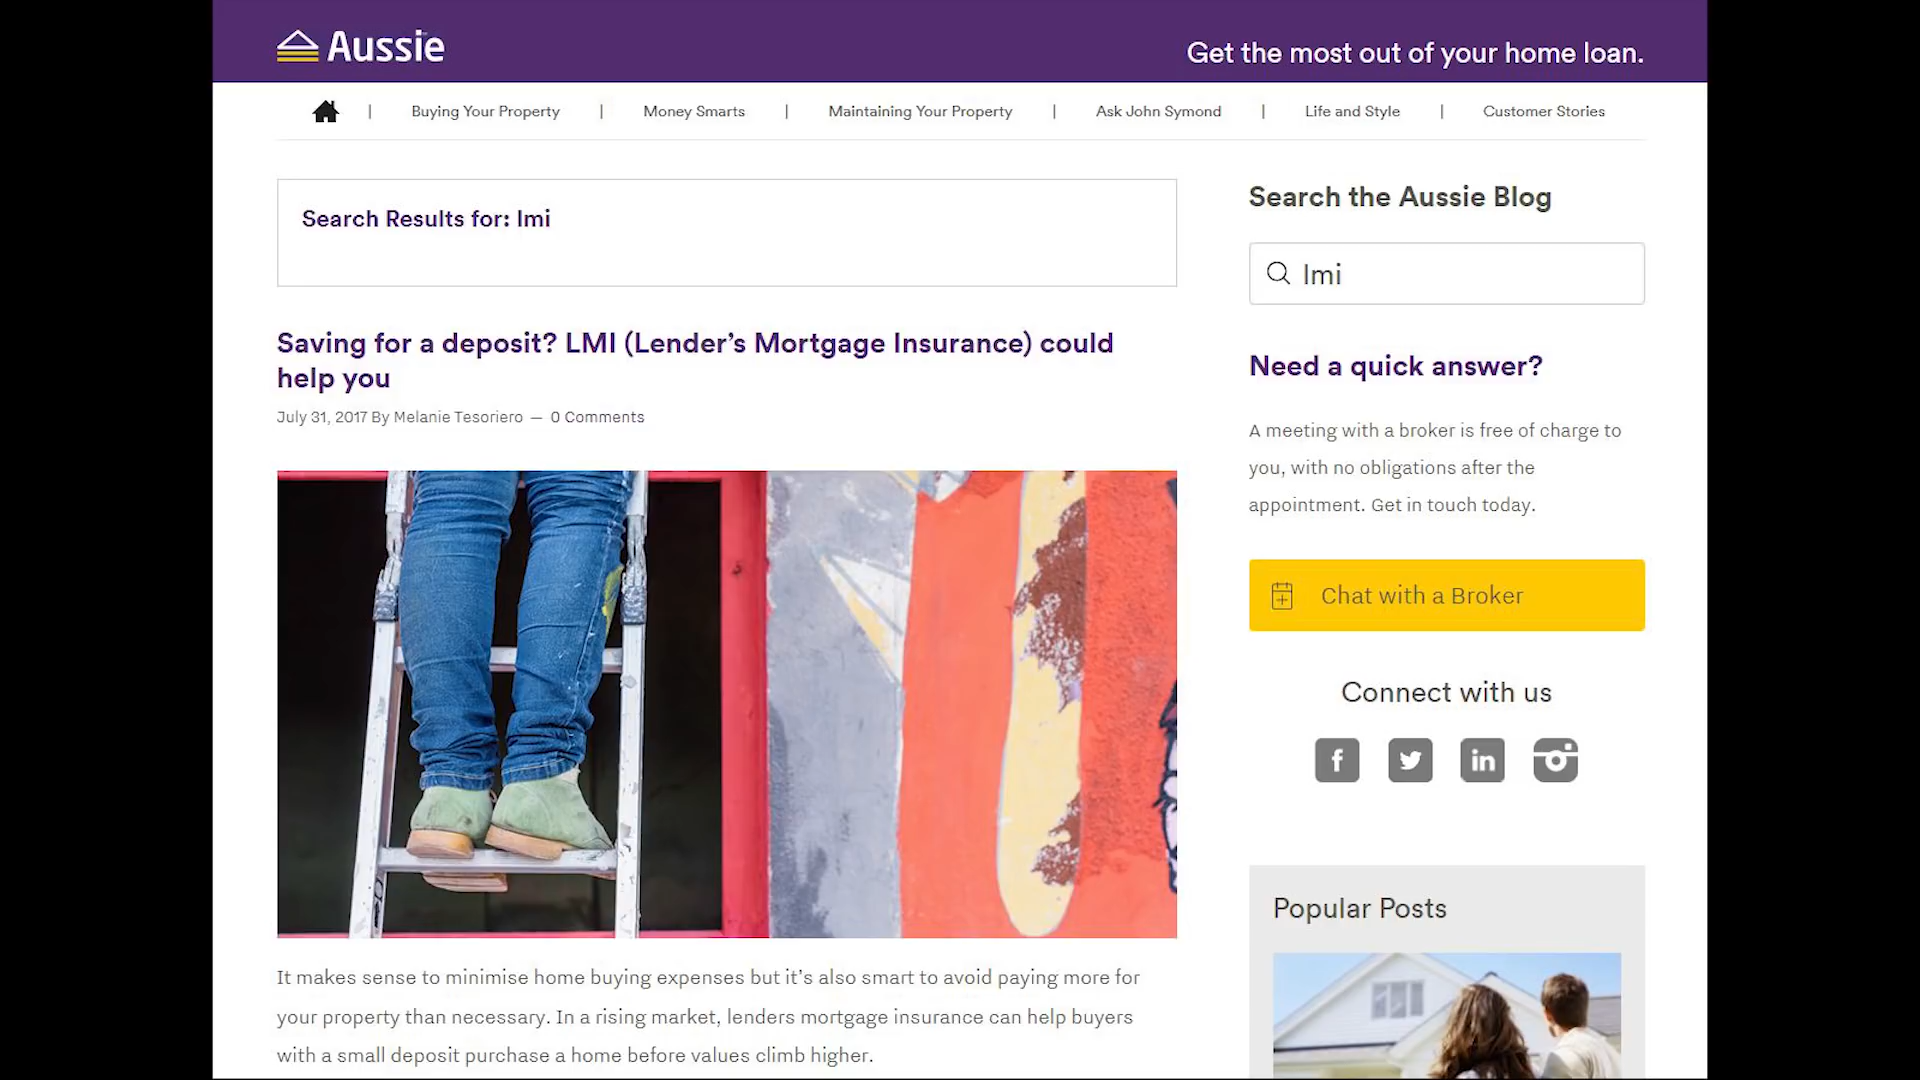 Aussie
Get the most out of your home loan.
Buying Your Property | Money Smarts | Maintaining Your Property | Ask John Symond | Life and Style | Customer Stories
Search Results for: lmi
Saving for a deposit? LMI (Lender's Mortgage Insurance) could
help you
July 31, 2017 By Melanie Tesoriero — 0 Comments
It makes sense to minimise home buying expenses but it's also smart to avoid paying more for
your property than necessary. In a rising market, lenders mortgage insurance can help buyers
with a small deposit purchase a home before values climb higher.
Search the Aussie Blog
lmi
Need a quick answer?
A meeting with a broker is free of charge to
you, with no obligations after the
appointment. Get in touch today.
Chat with a Broker
Connect with us
Popular Posts